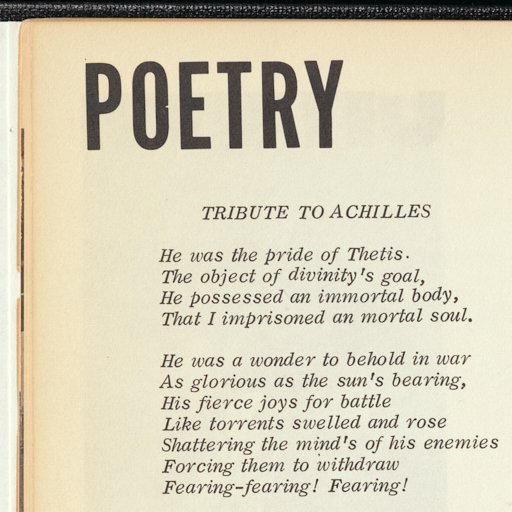 POETRY
TRIBUTE TO ACHILLES
He was the pride of Thetis.
The object of divinity's goal,
He possessed an immortal body,
That I imprisoned an mortal soul.
He was a wonder to behold in war
As glorious as the sun's bearing,
His fierce joys for battle
Like torrents swelled and rose
Shattering the mind's of his enemies
Forcing them to withdraw
Fearing-fearing! Fearing!